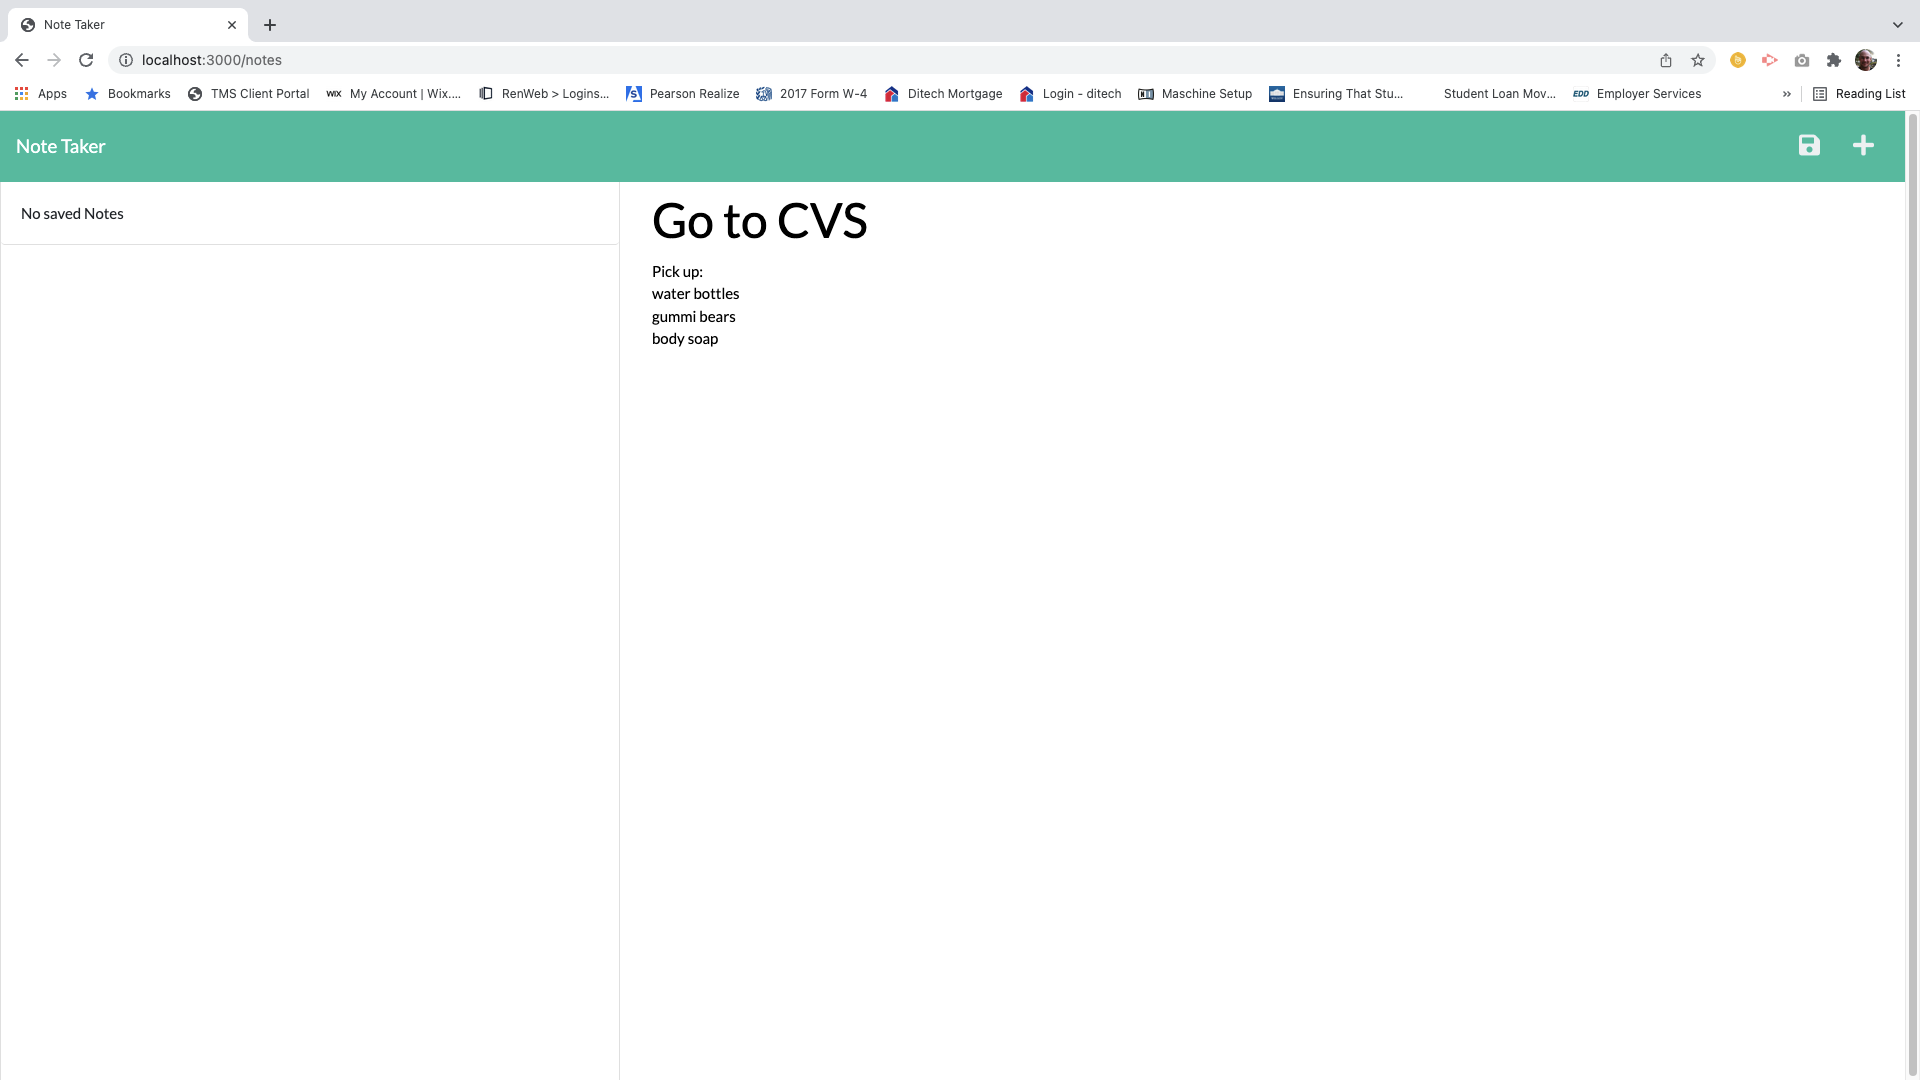 Note Taker
localhost:3000/notes
Apps Bookmarks TMS Client Portal WIX My Account | Wix.... RenWeb > Logins... Pearson Realize 2017 Form W-4 Ditech Mortgage Login - ditech Maschine Setup Ensuring That Stu... Student Loan Mov... EDD Employer Services » Reading List
Note Taker
No saved Notes
Go to CVS
Pick up:
water bottles
gummi bears
body soap